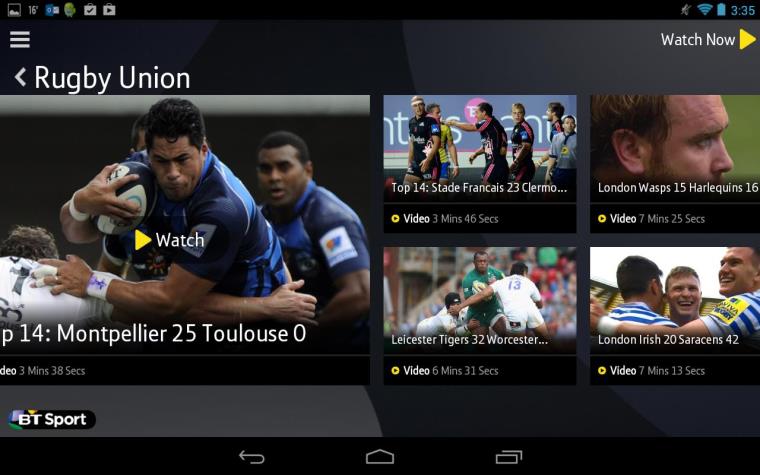 16°
3:35
Watch Now
Rugby Union
Watch
p 14: Montpellier 25 Toulouse 0
deo 3 Mins 38 Secs
Top 14: Stade Francais 23 Clermo...
Video 3 Mins 46 Secs
London Wasps 15 Harlequins 16
Video 7 Mins 25 Secs
13
Leicester Tigers 32 Worcester...
Video 6 Mins 31 Secs
London Irish 20 Saracens 42
Video 7 Mins 13 Secs
BT Sport